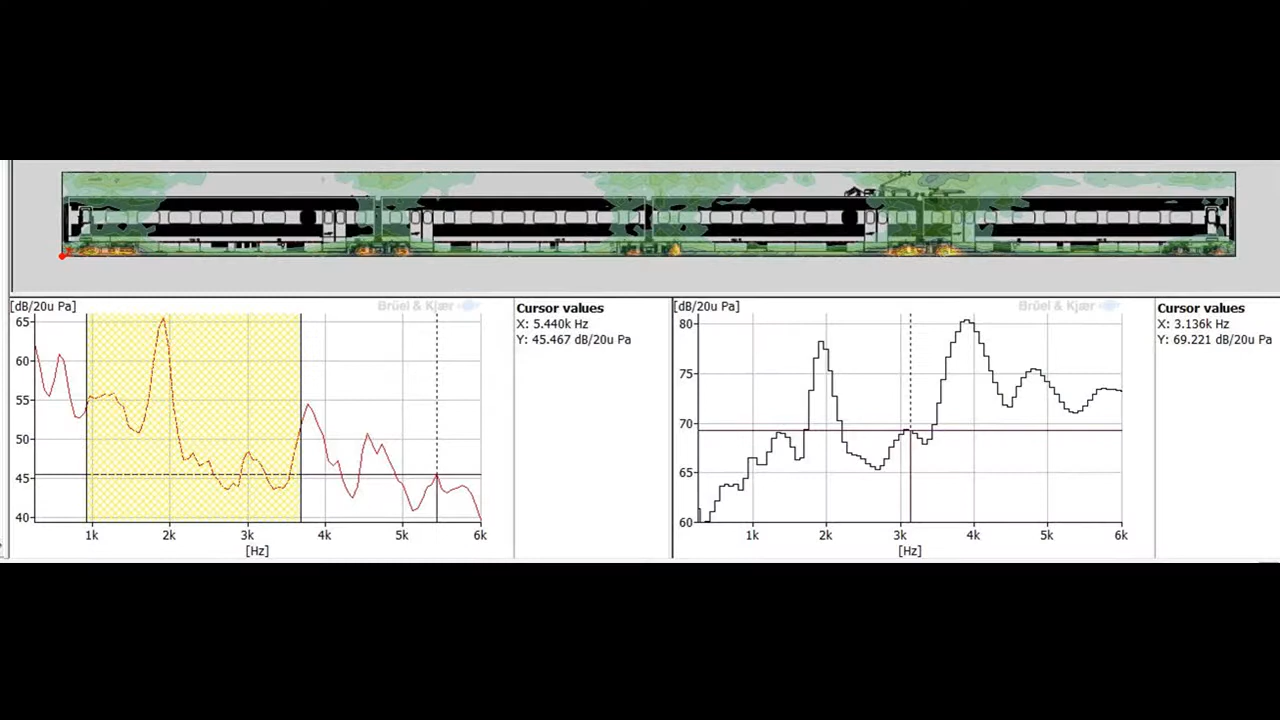 [dB/20u Pa]
Brüel & Kjær
65
60
55
50
45
40
1k
2k
3k
4k
5k
6k
[Hz]
Cursor values
X: 5.440k Hz
Y: 45.467 dB/20u Pa
[dB/20u Pa]
Brüel & Kjær
80
75
70
65
60
1k
2k
3k
4k
5k
6k
[Hz]
Cursor values
X: 3.136k Hz
Y: 69.221 dB/20u Pa